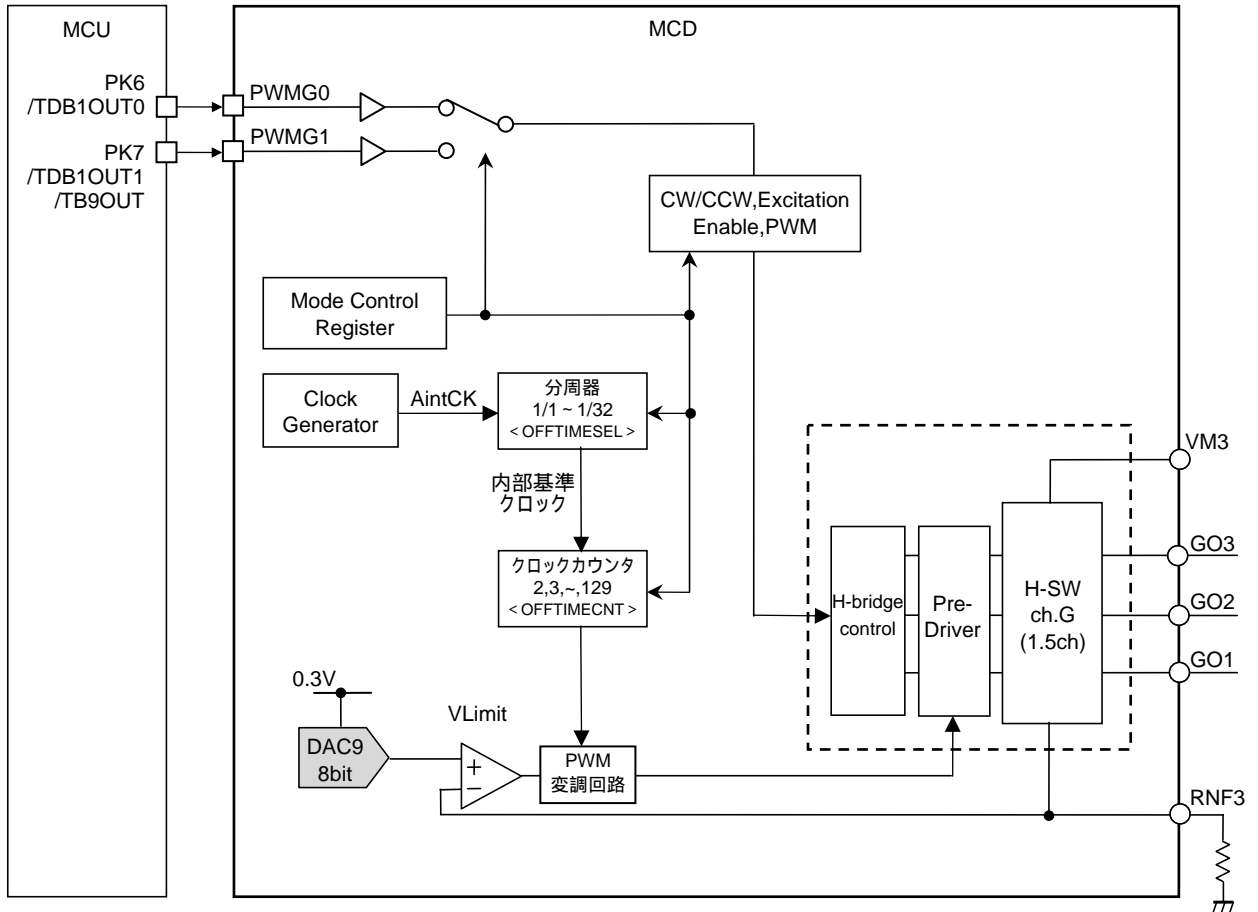 MCU
MCD
PK6
/TDB1OUT0
PWMG0
PK7
/TDB1OUT1
/TB9OUT
PWMG1
CW/CCW,Excitation
Enable,PWM
Mode Control
Register
Clock
Generator
AintCK
分周器
1/1 ~ 1/32
< OFFTIMESEL >
内部基準
クロック
クロックカウンタ
2,3,~,129
< OFFTIMECNT >
VM3
GO3
GO2
GO1
H-bridge
control
Pre-
Driver
H-SW
ch.G
(1.5ch)
0.3V
DAC9
8bit
VLimit
+
−
PWM
変調回路
RNF3